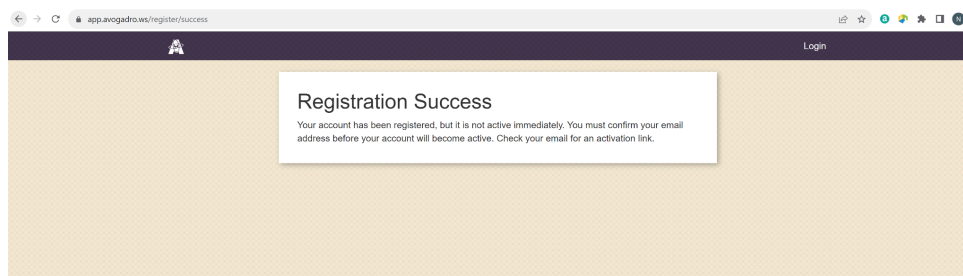 app.avogadro.ws/register/success
N
Login
Registration Success
Your account has been registered, but it is not active immediately. You must confirm your email
address before your account will become active. Check your email for an activation link.